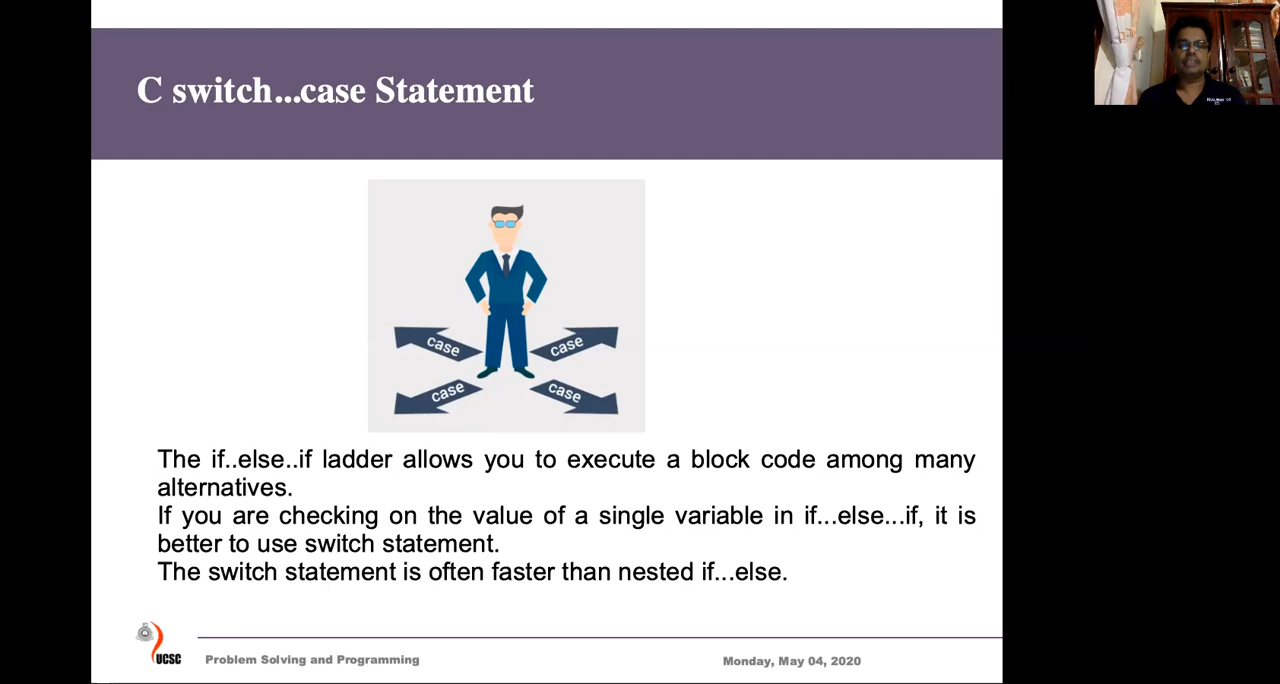 C switch...case Statement
case
case
case
case
The if..else..if ladder allows you to execute a block code among many
alternatives.
If you are checking on the value of a single variable in if...else...if, it is
better to use switch statement.
The switch statement is often faster than nested if...else.
UCSC
Problem Solving and Programming
Monday, May 04, 2020